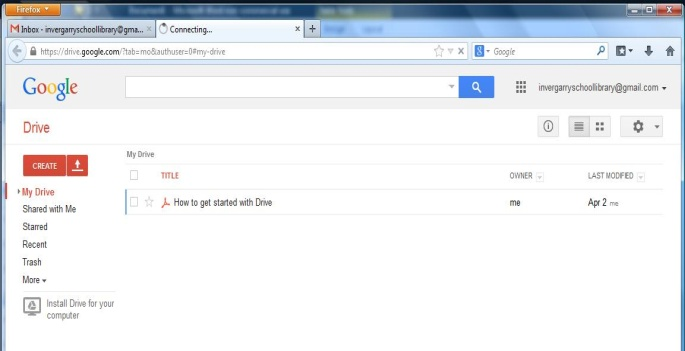 Firefox
Inbox - invergarryschoollibrary@gma...
Connecting...
https://drive.google.com/?tab=mo&authuser=0#my-drive
Google
Google
invergarryschoollibrary@gmail.com
Drive
CREATE
My Drive
TITLE
OWNER
LAST MODIFIED
My Drive
How to get started with Drive
me
Apr 2 me
Shared with Me
Starred
Recent
Trash
More
Install Drive for your
computer